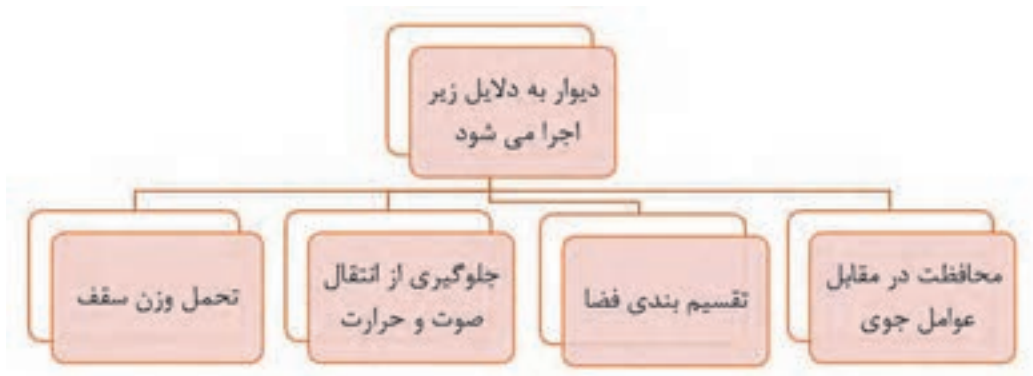 دیوار به دلایل زیر
اجرا می شود
محافظت در مقابل
عوامل جوی
تقسیم بندی فضا
جلوگیری از انتقال
صوت و حرارت
تحمل وزن سقف